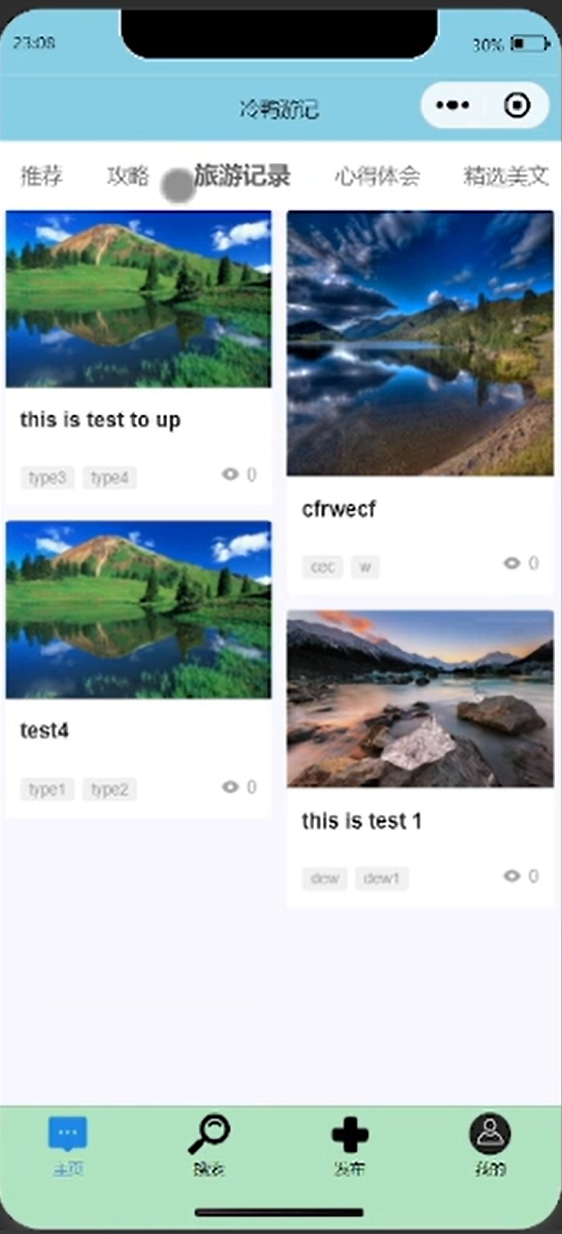 23:08
30%
冷鸭游记
推荐 攻略 旅游记录 心得体会 精选美文
this is test to up
type3 type4 0
cfrwecf
cec w 0
test4
type1 type2 0
this is test 1
dew dew1 0
主页 搜索 发布 我的